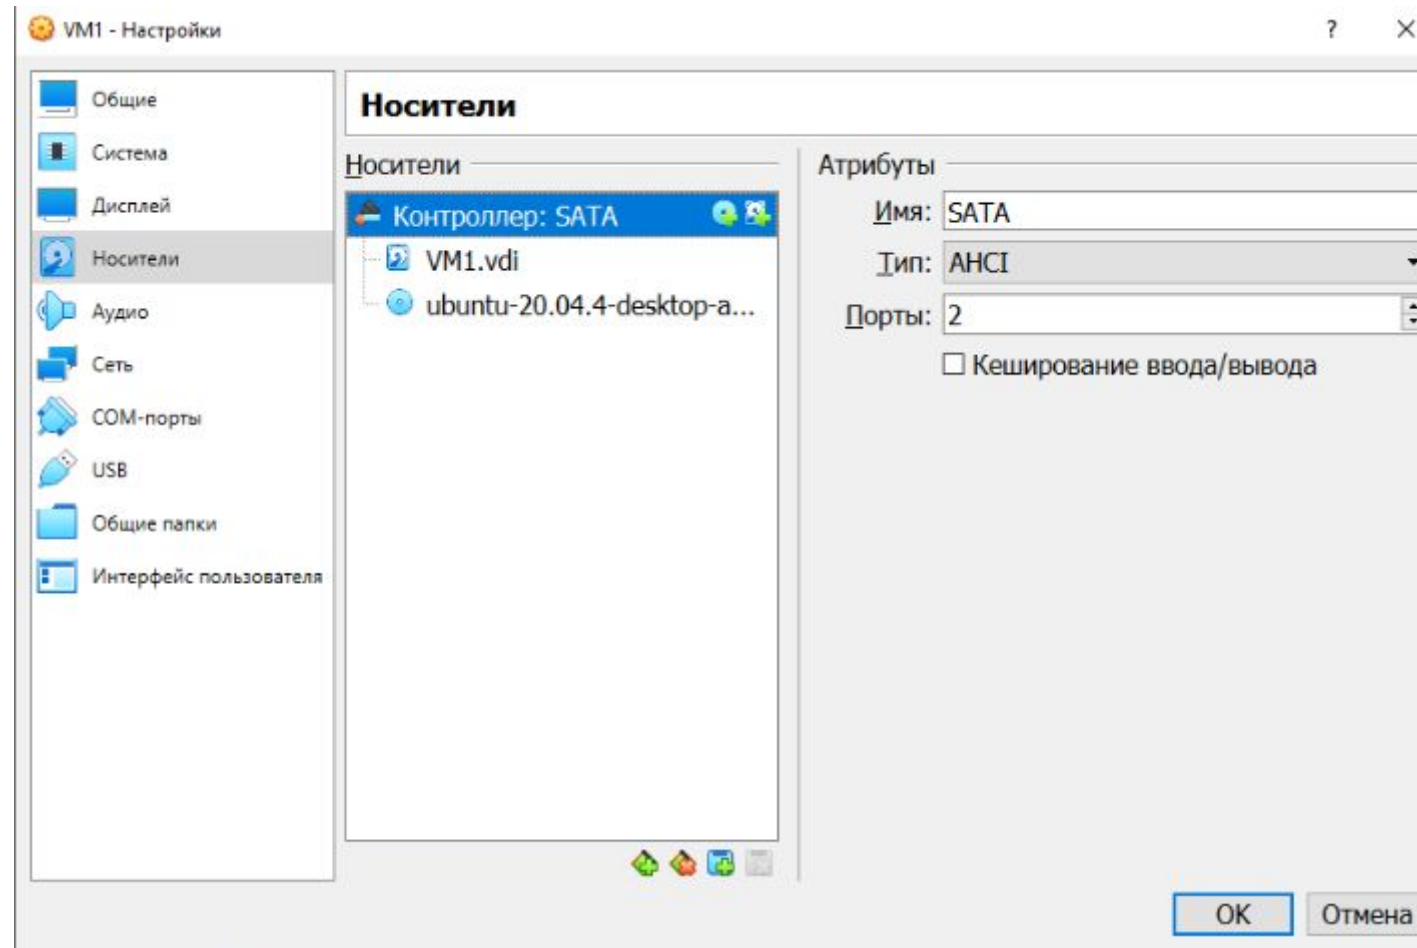 VM1 - Настройки
?
Общие
Система
Дисплей
Носители
Аудио
Сеть
COM-порты
USB
Общие папки
Интерфейс пользователя
Носители
Носители
Контроллер: SATA
VM1.vdi
ubuntu-20.04.4-desktop-a...
Атрибуты
Имя: SATA
Тип: AHCI
Порты: 2
Кеширование ввода/вывода
OK
Отмена